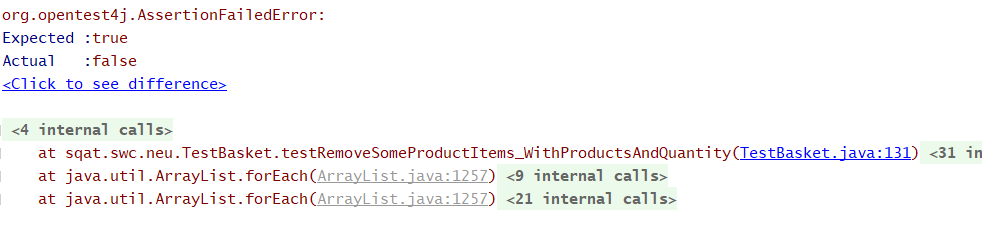 org.opentest4j.AssertionFailedError:
Expected :true
Actual   :false
<Click to see difference>
<4 internal calls>
at sqat.swc.neu.TestBasket.testRemoveSomeProductItems_WithProductsAndQuantity(TestBasket.java:131) <31 in
at java.util.ArrayList.forEach(ArrayList.java:1257) <9 internal calls>
at java.util.ArrayList.forEach(ArrayList.java:1257) <21 internal calls>